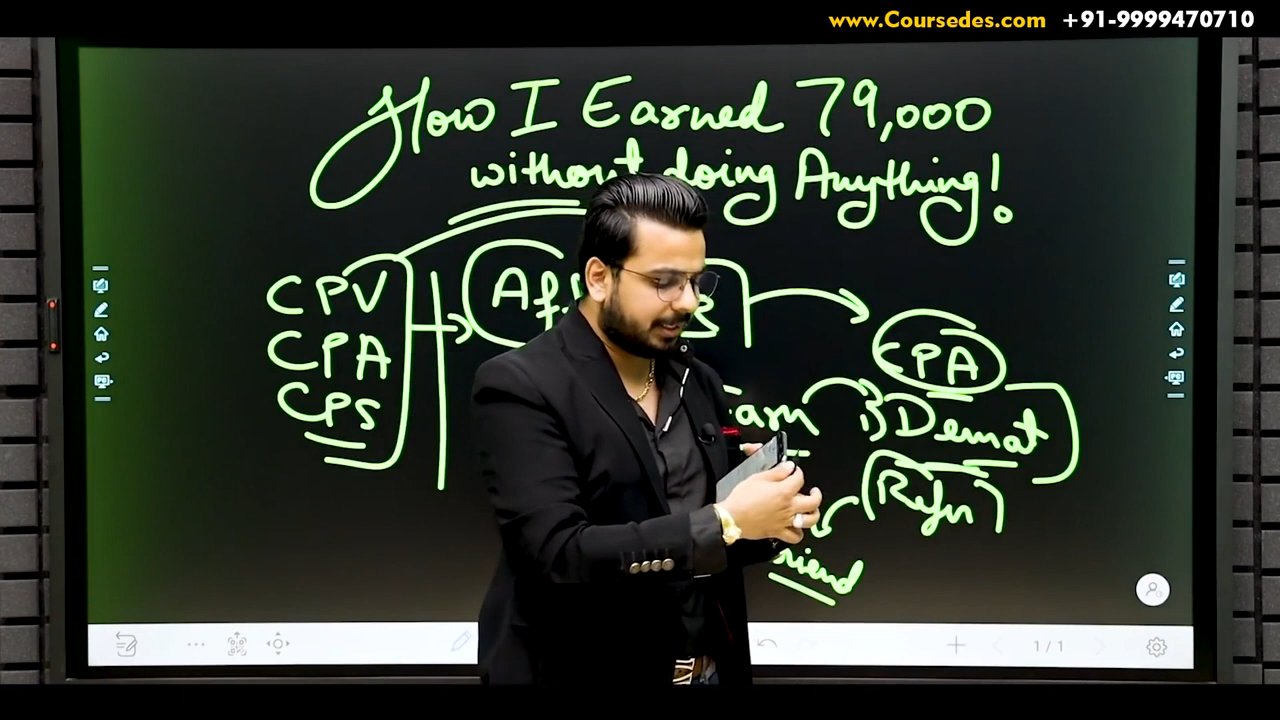 www.Coursedes.com +91-9999470710
How I Earned 79,000
without doing Anything!
CPV
CPA
CPS
CPA
Demat
Refer
1/1